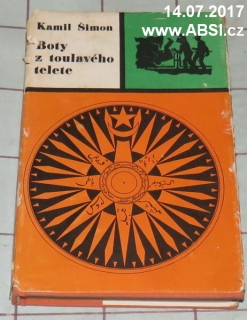 14.07.2017
www.ABSI.cz
Kamil Šimon
Boty
z toulavého
telete